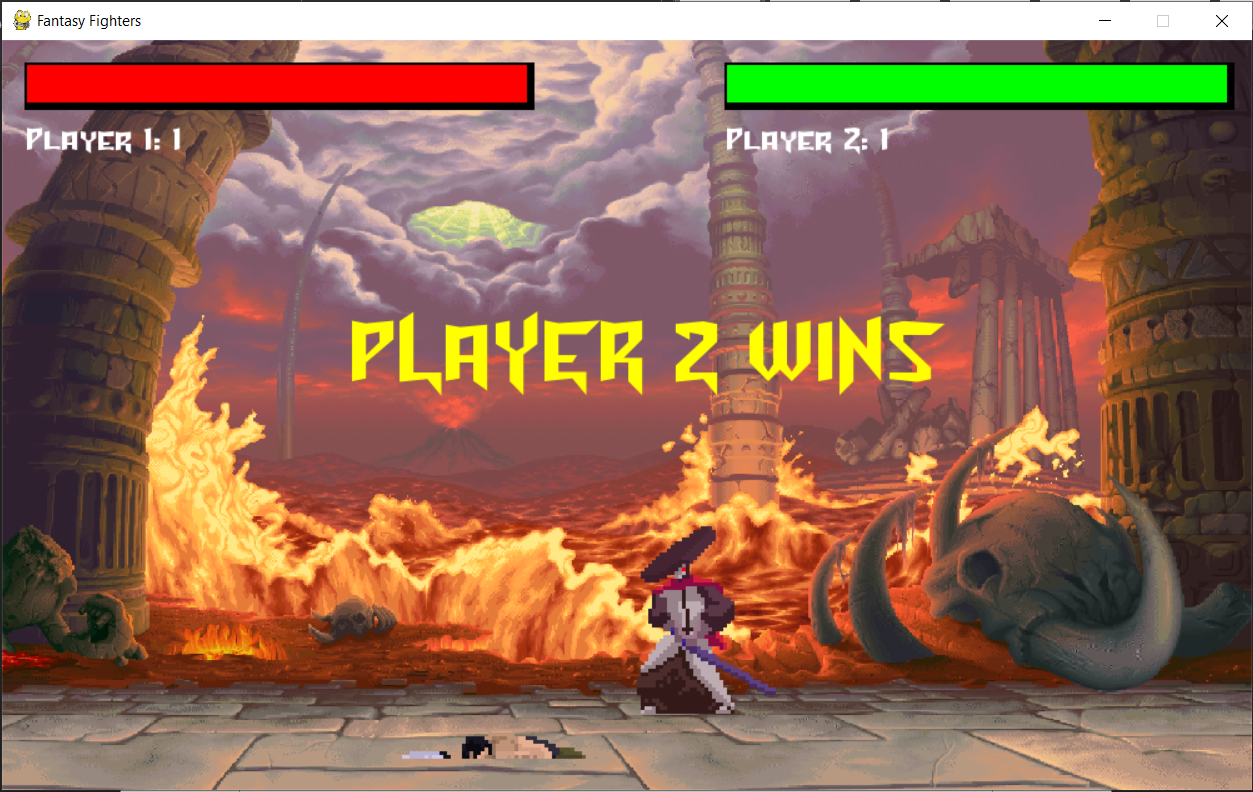 Fantasy Fighters
Player 1: 1
Player 2: 1
PLAYER 2 WINS